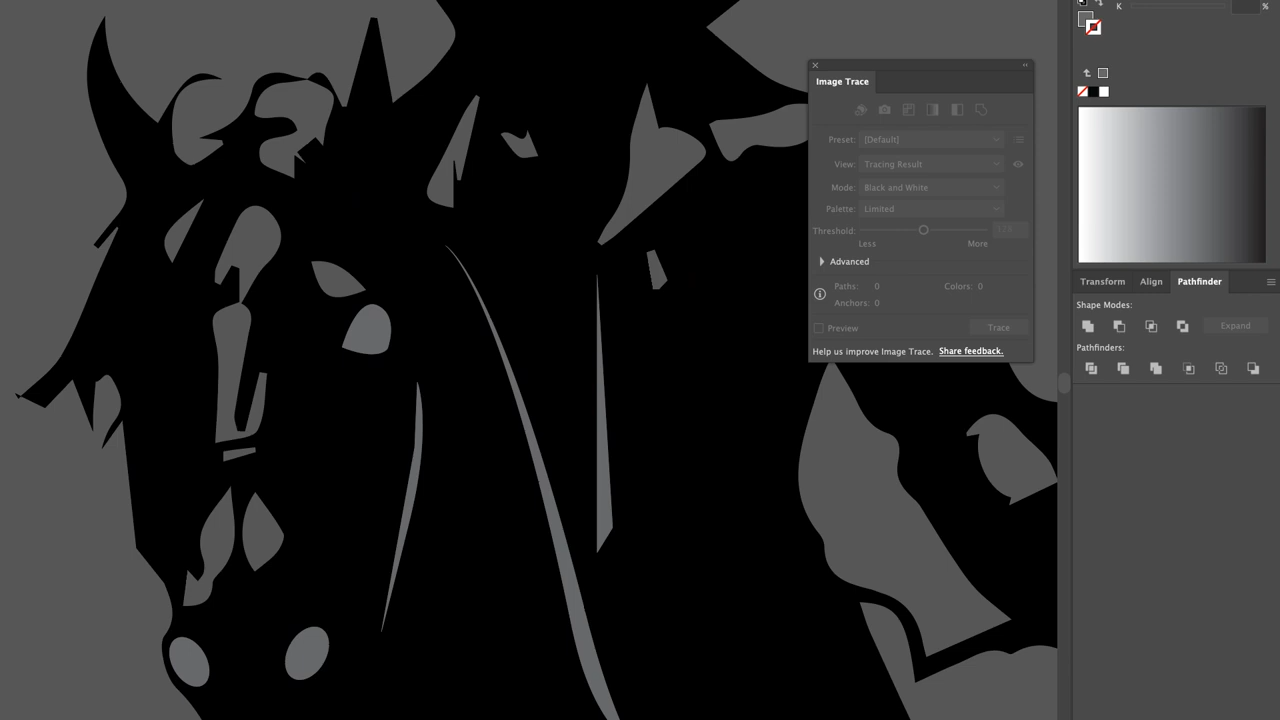 K
%
Image Trace
Preset: [Default]
View: Tracing Result
Mode: Black and White
Palette: Limited
Threshold: 128
Less More
Advanced
Paths: 0 Colors: 0
Anchors: 0
Preview Trace
Help us improve Image Trace. Share feedback.
Transform Align Pathfinder
Shape Modes:
Expand
Pathfinders: